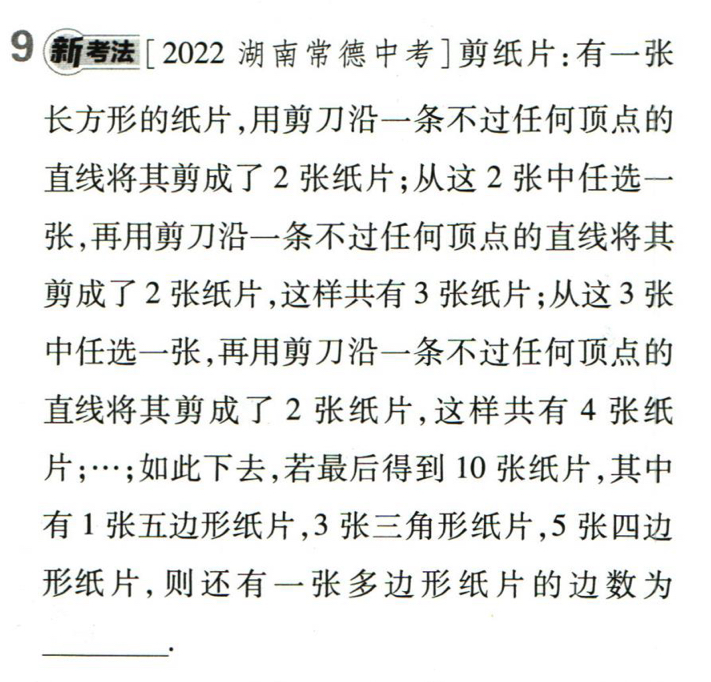 9 新考法[2022 湖南常德中考]剪纸片:有一张
长方形的纸片,用剪刀沿一条不过任何顶点的
直线将其剪成了 2 张纸片;从这 2 张中任选一
张,再用剪刀沿一条不过任何顶点的直线将其
剪成了 2 张纸片,这样共有 3 张纸片;从这 3 张
中任选一张,再用剪刀沿一条不过任何顶点的
直线将其剪成了 2 张纸片,这样共有 4 张纸
片;…;如此下去,若最后得到 10 张纸片,其中
有 1 张五边形纸片,3 张三角形纸片,5 张四边
形纸片,则还有一张多边形纸片的边数为
________.